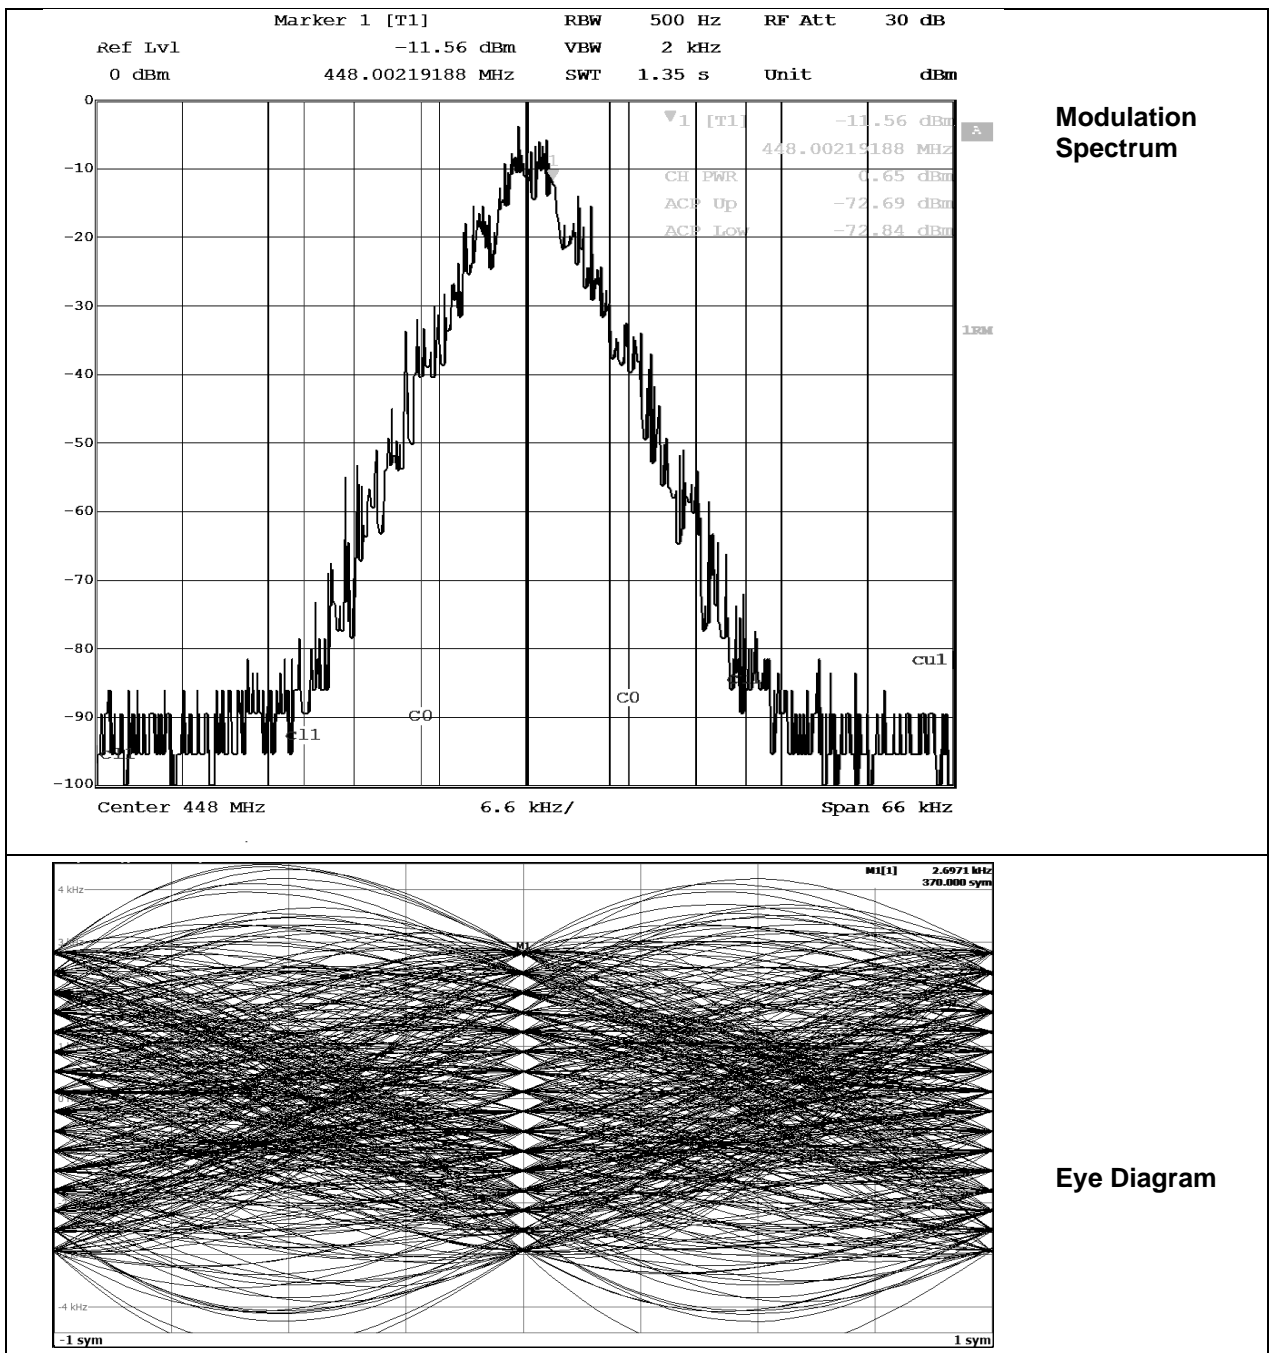 Marker 1 [T1] RBW 500 Hz RF Att 30 dB
Ref Lvl -11.56 dBm VBW 2 kHz
0 dBm 448.00219188 MHz SWT 1.35 s Unit dBm
0
-10
-20
-30
-40
-50
-60
-70
-80
-90
-100
▼1 [T1] -11.56 dBm
448.00219188 MHz
CH PWR 0.65 dBm
ACP Up -72.69 dBm
ACP Low -72.84 dBm
1
A
1RM
cu1
C0
C0
cl1
cl1
Center 448 MHz 6.6 kHz/ Span 66 kHz
Modulation
Spectrum
M1[1] 2.6971 kHz
370.000 sym
4 kHz
M1
-4 kHz
-1 sym 1 sym
Eye Diagram